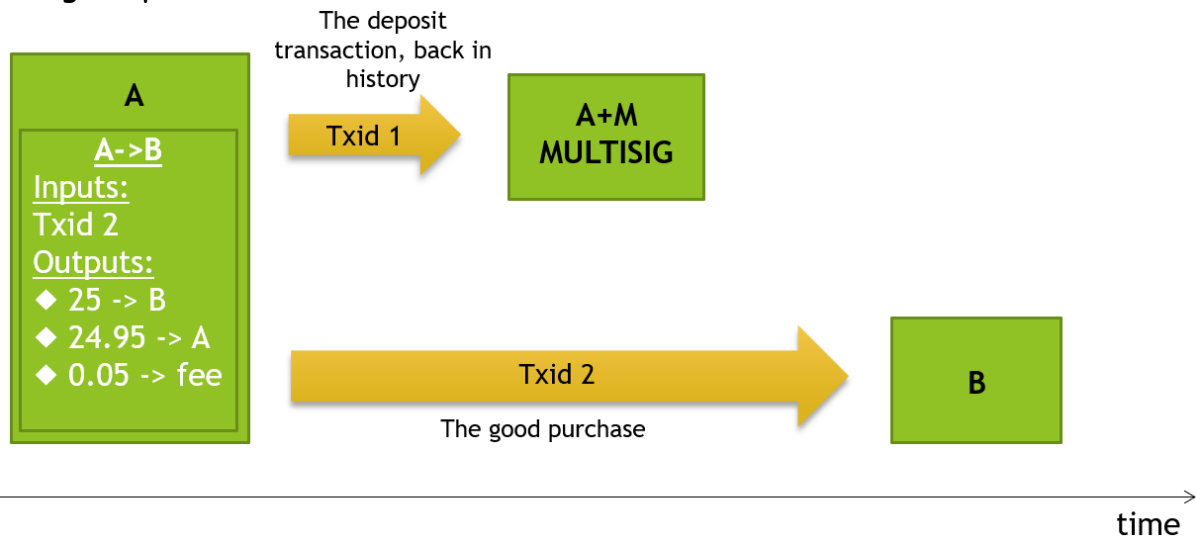 The deposit
transaction, back in
history
A
A->B
Inputs:
Txid 2
Outputs:
◆ 25 -> B
◆ 24.95 -> A
◆ 0.05 -> fee
Txid 1
A+M
MULTISIG
Txid 2
The good purchase
B
time